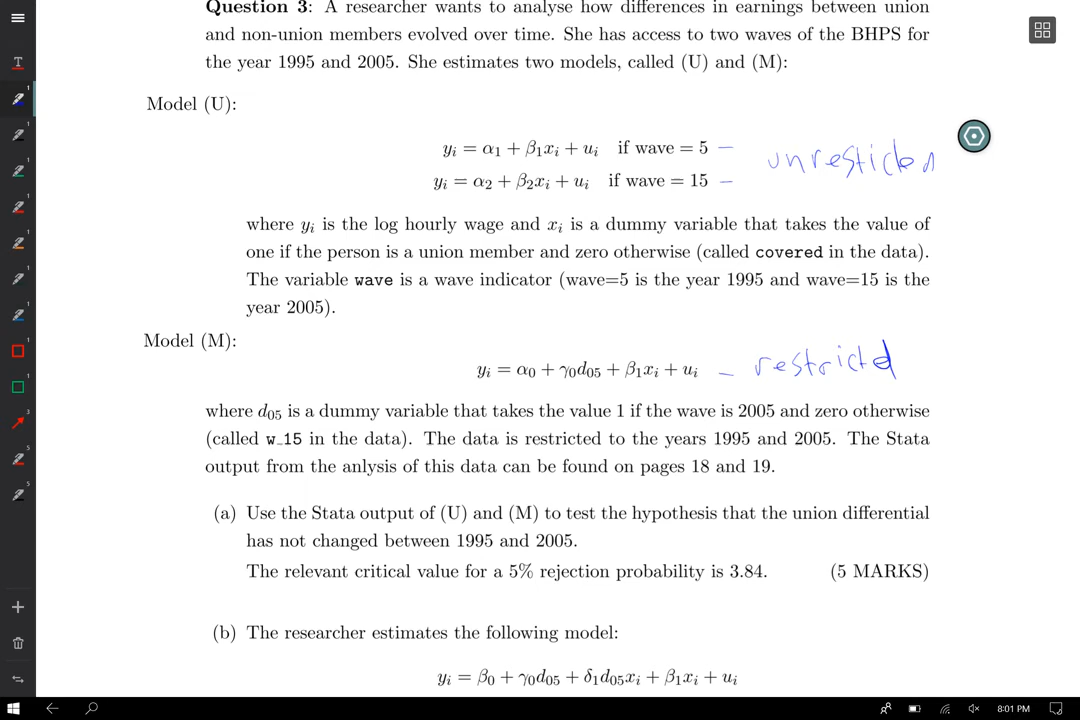 Question 3: A researcher wants to analyse how differences in earnings between union
and non-union members evolved over time. She has access to two waves of the BHPS for
the year 1995 and 2005. She estimates two models, called (U) and (M):
Model (U):
yᵢ = α₁ + β₁xᵢ + uᵢ if wave = 5 –
yᵢ = α₂ + β₂xᵢ + uᵢ if wave = 15 –
unresticted
where yᵢ is the log hourly wage and xᵢ is a dummy variable that takes the value of
one if the person is a union member and zero otherwise (called covered in the data).
The variable wave is a wave indicator (wave=5 is the year 1995 and wave=15 is the
year 2005).
Model (M):
yᵢ = α₀ + γ₀d₀₅ + β₁xᵢ + uᵢ – restrictd
where d₀₅ is a dummy variable that takes the value 1 if the wave is 2005 and zero otherwise
(called w_15 in the data). The data is restricted to the years 1995 and 2005. The Stata
output from the anlysis of this data can be found on pages 18 and 19.
(a) Use the Stata output of (U) and (M) to test the hypothesis that the union differential
has not changed between 1995 and 2005.
The relevant critical value for a 5% rejection probability is 3.84. (5 MARKS)
(b) The researcher estimates the following model:
yᵢ = β₀ + γ₀d₀₅ + δ₁d₀₅xᵢ + β₁xᵢ + uᵢ
8:01 PM